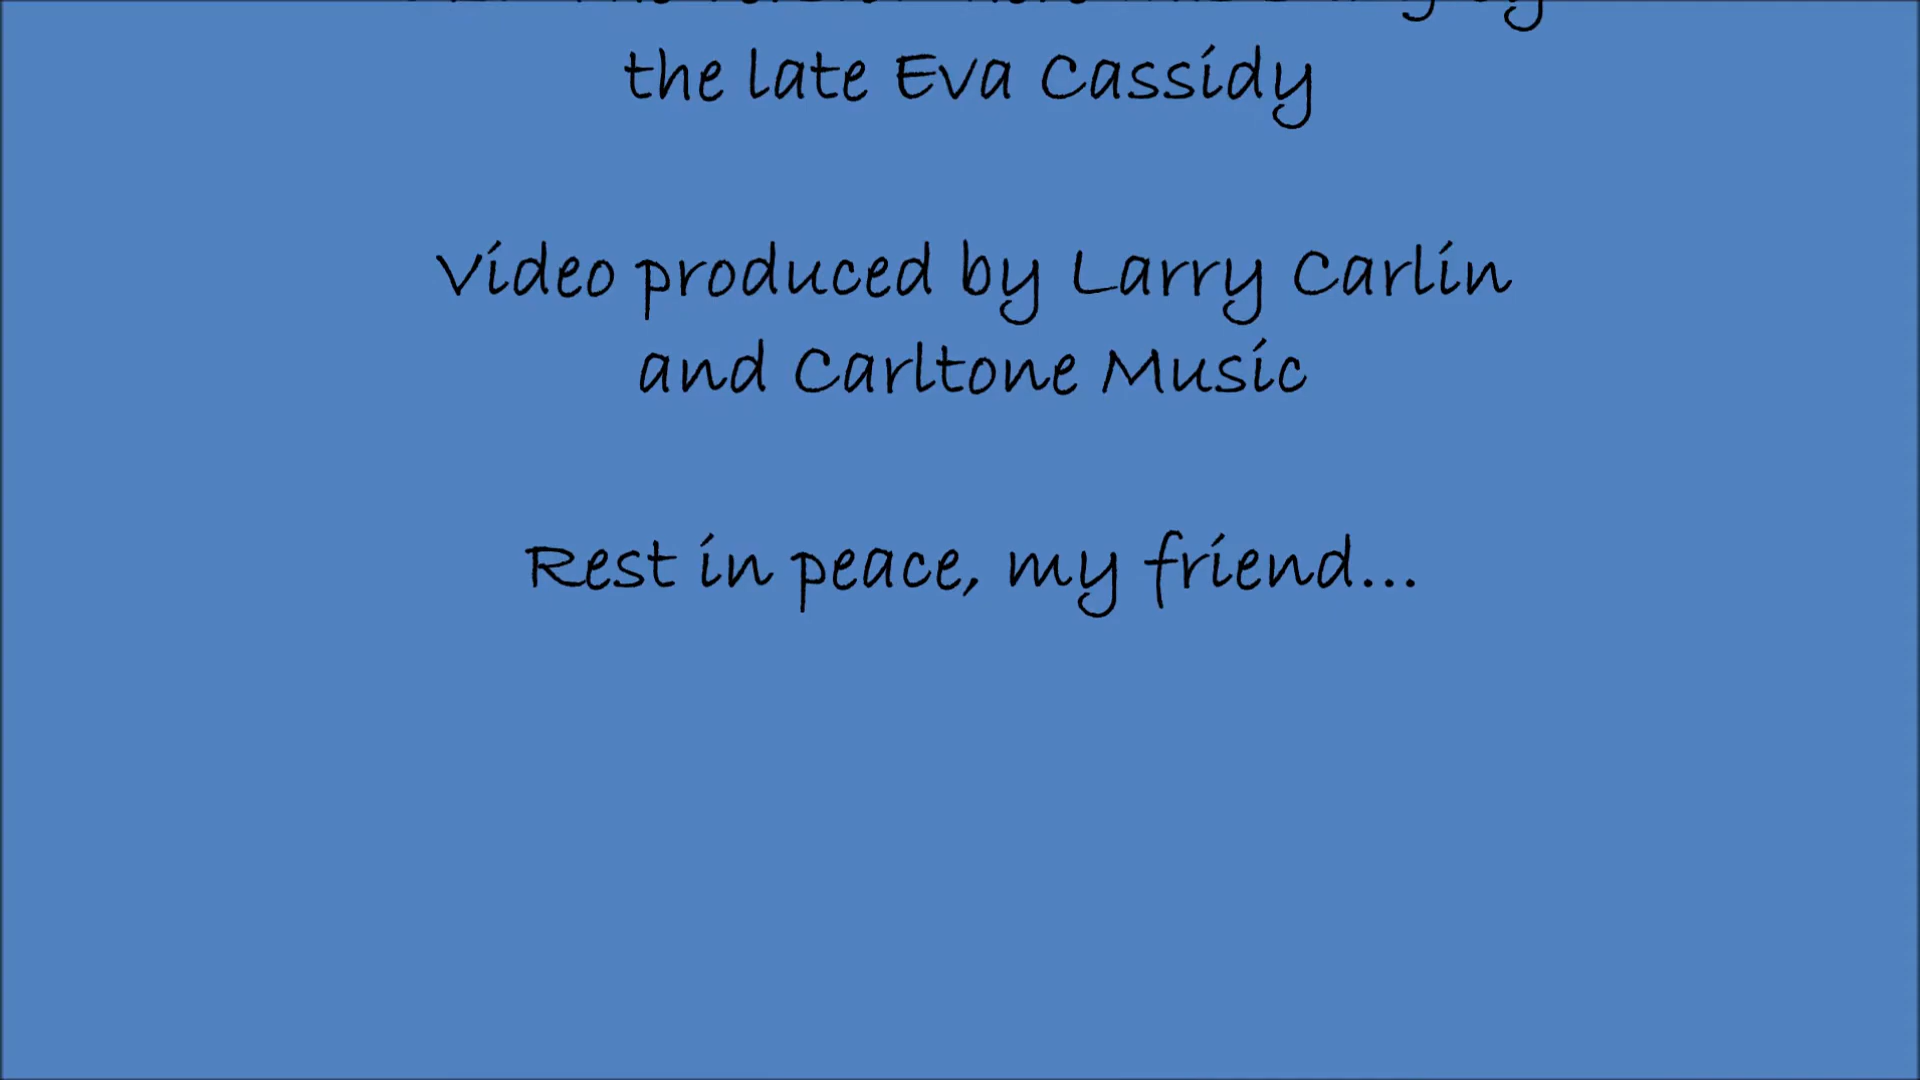 the late Eva Cassidy
Video produced by Larry Carlin
and Carltone Music
Rest in peace, my friend...